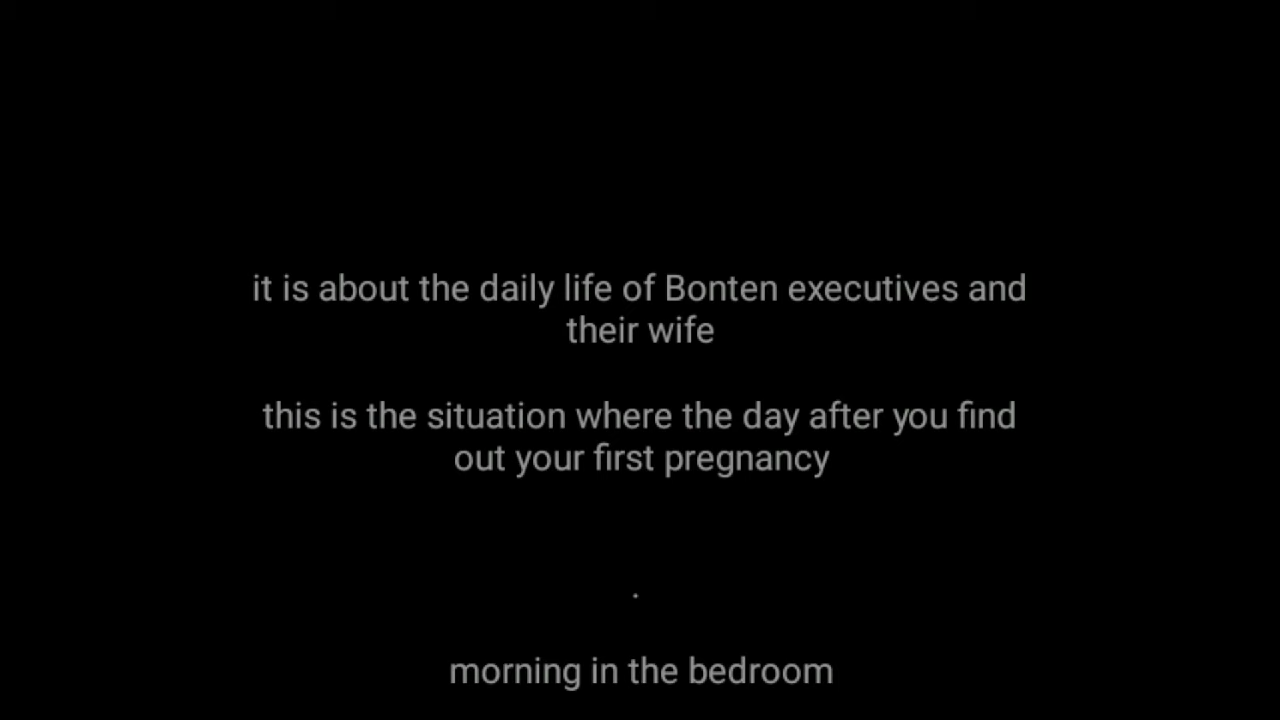 it is about the daily life of Bonten executives and
their wife
this is the situation where the day after you find
out your first pregnancy
.
morning in the bedroom